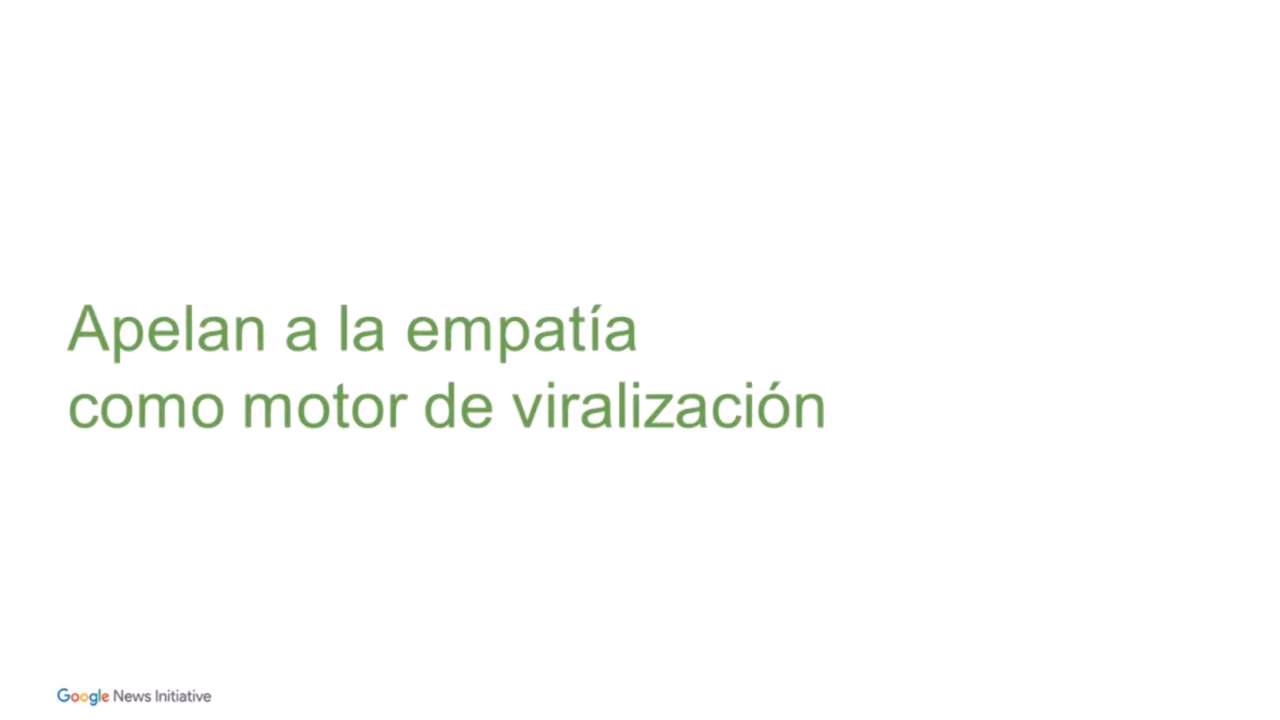 Apelan a la empatía
como motor de viralización
Google News Initiative